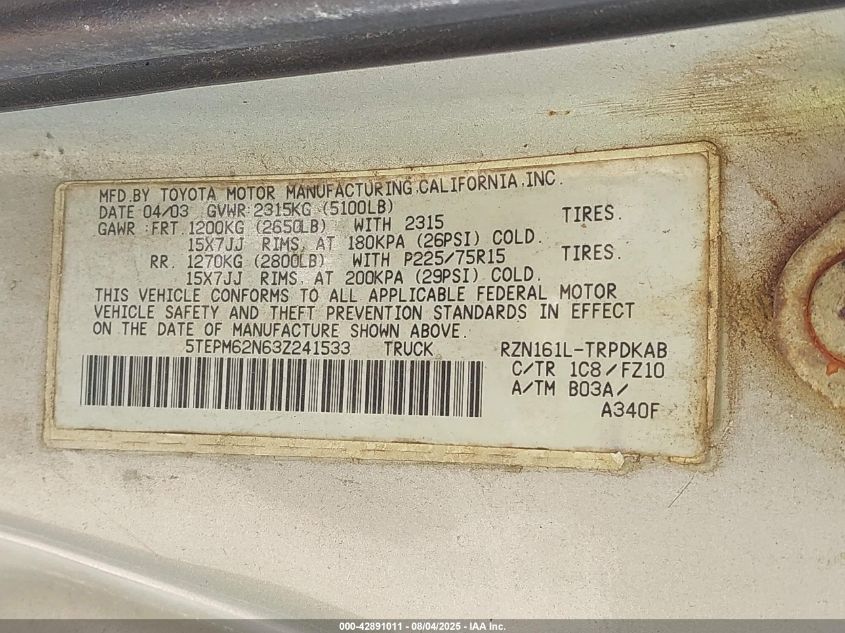 MFD.BY TOYOTA MOTOR MANUFACTURING,CALIFORNIA,INC.
DATE 04/03 GVWR 2315KG (5100LB)
GAWR FRT. 1200KG (2650LB) WITH 2315 TIRES.
15X7JJ RIMS, AT 180KPA (26PSI) COLD.
RR. 1270KG (2800LB) WITH P225/75R15 TIRES.
15X7JJ RIMS, AT 200KPA (29PSI) COLD.
THIS VEHICLE CONFORMS TO ALL APPLICABLE FEDERAL MOTOR
VEHICLE SAFETY AND THEFT PREVENTION STANDARDS IN EFFECT
ON THE DATE OF MANUFACTURE SHOWN ABOVE.
5TEPM62N63Z241533 TRUCK RZN161L-TRPDKAB
C/TR 1C8/FZ10
A/TM B03A/
A340F
000-42891011 - 08/04/2025 - IAA Inc.